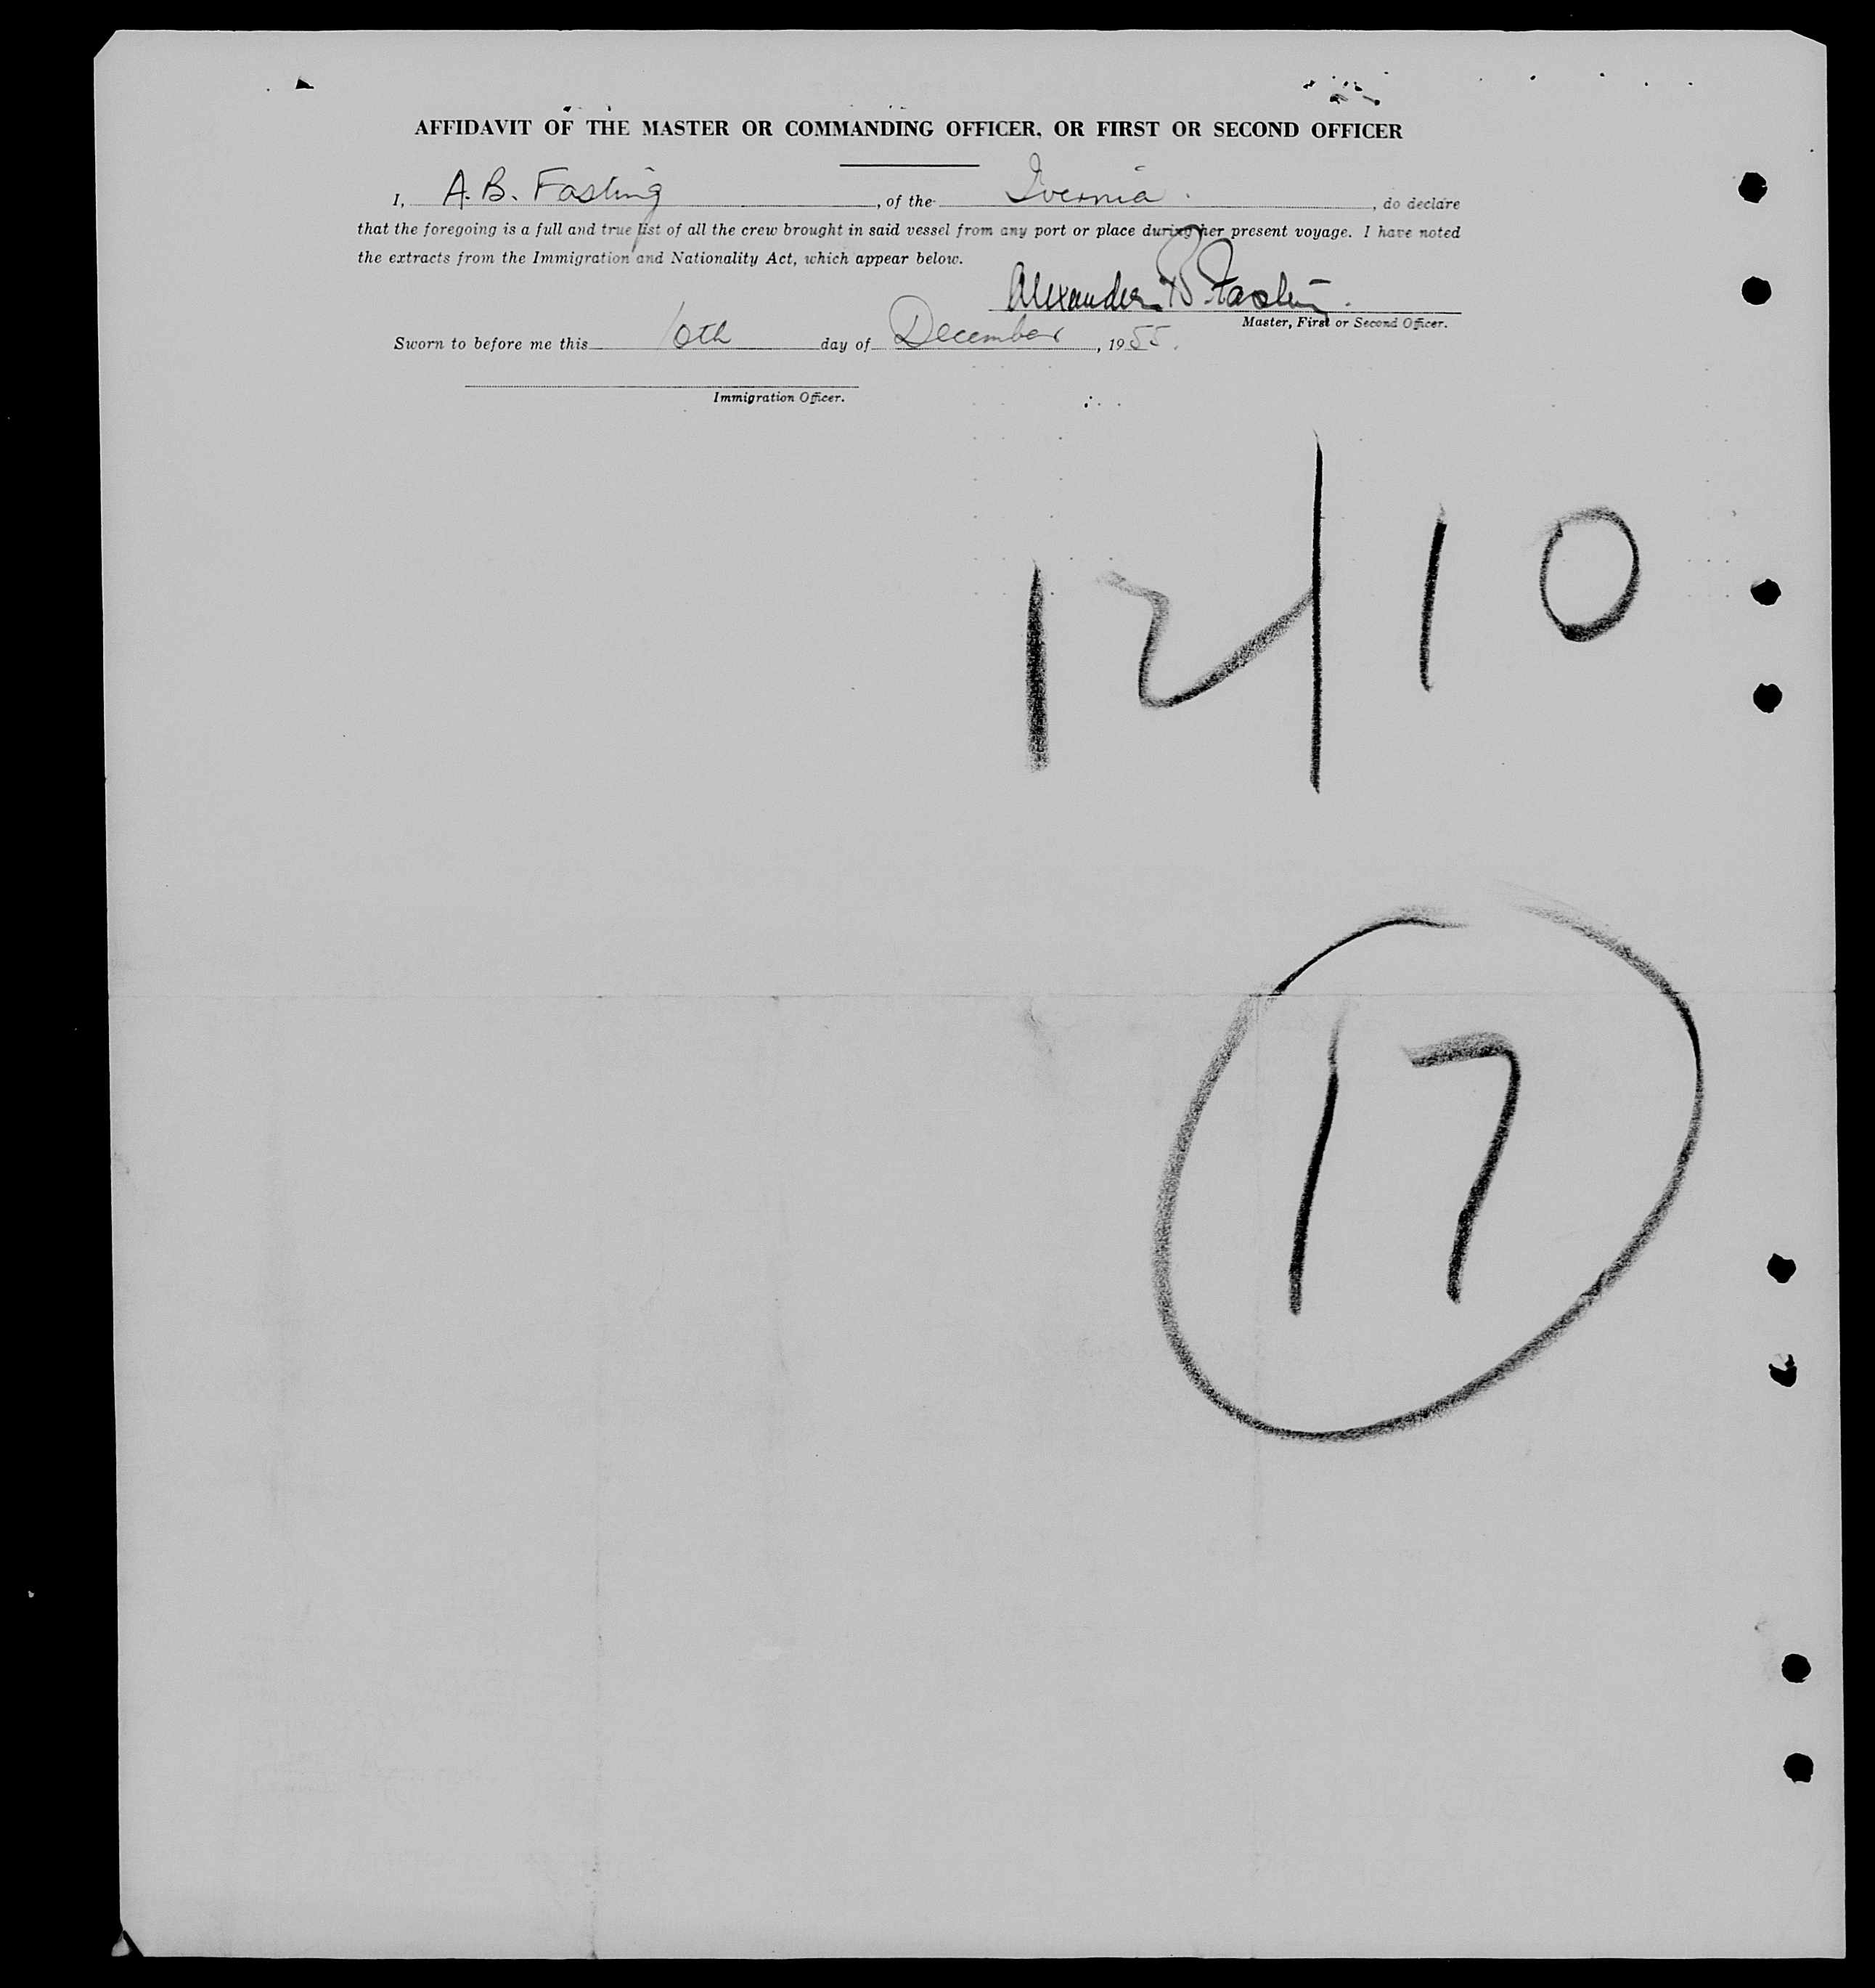 AFFIDAVIT OF THE MASTER OR COMMANDING OFFICER, OR FIRST OR SECOND OFFICER
I, A. B. Fasting, of the Ivernia., do declare
that the foregoing is a full and true list of all the crew brought in said vessel from any port or place during her present voyage. I have noted
the extracts from the Immigration and Nationality Act, which appear below.
Alexander B Fasting.
Master, First or Second Officer.
Sworn to before me this 10th day of December, 1955.
Immigration Officer.
12/10
17